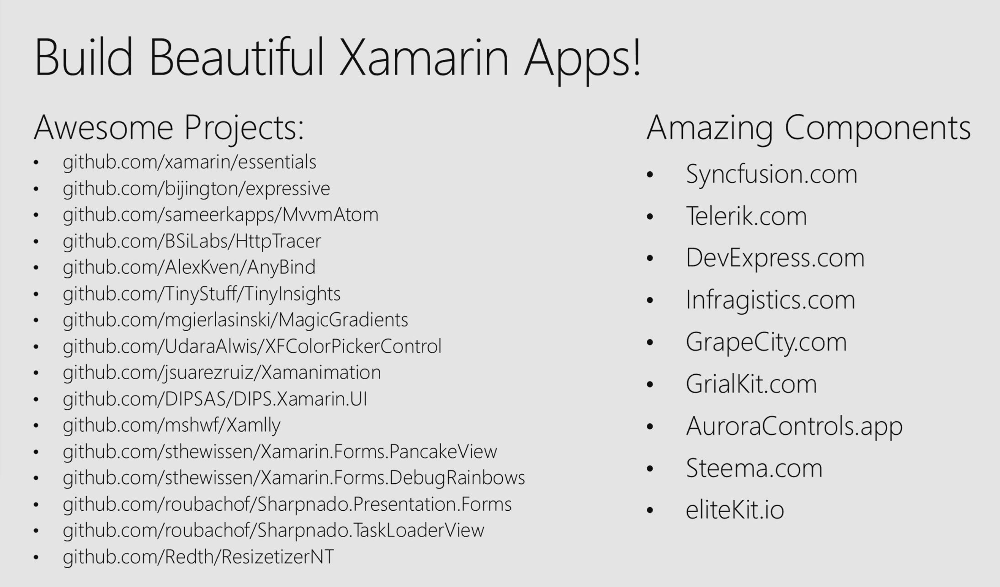 Build Beautiful Xamarin Apps!
Awesome Projects:
• github.com/xamarin/essentials
• github.com/bijington/expressive
• github.com/sameerkapps/MvvmAtom
• github.com/BSiLabs/HttpTracer
• github.com/AlexKven/AnyBind
• github.com/TinyStuff/TinyInsights
• github.com/mgierlasinski/MagicGradients
• github.com/UdaraAlwis/XFColorPickerControl
• github.com/jsuarezruiz/Xamanimation
• github.com/DIPSAS/DIPS.Xamarin.UI
• github.com/mshwf/Xamlly
• github.com/sthewissen/Xamarin.Forms.PancakeView
• github.com/sthewissen/Xamarin.Forms.DebugRainbows
• github.com/roubachof/Sharpnado.Presentation.Forms
• github.com/roubachof/Sharpnado.TaskLoaderView
• github.com/Redth/ResizetizerNT
Amazing Components
• Syncfusion.com
• Telerik.com
• DevExpress.com
• Infragistics.com
• GrapeCity.com
• GrialKit.com
• AuroraControls.app
• Steema.com
• eliteKit.io